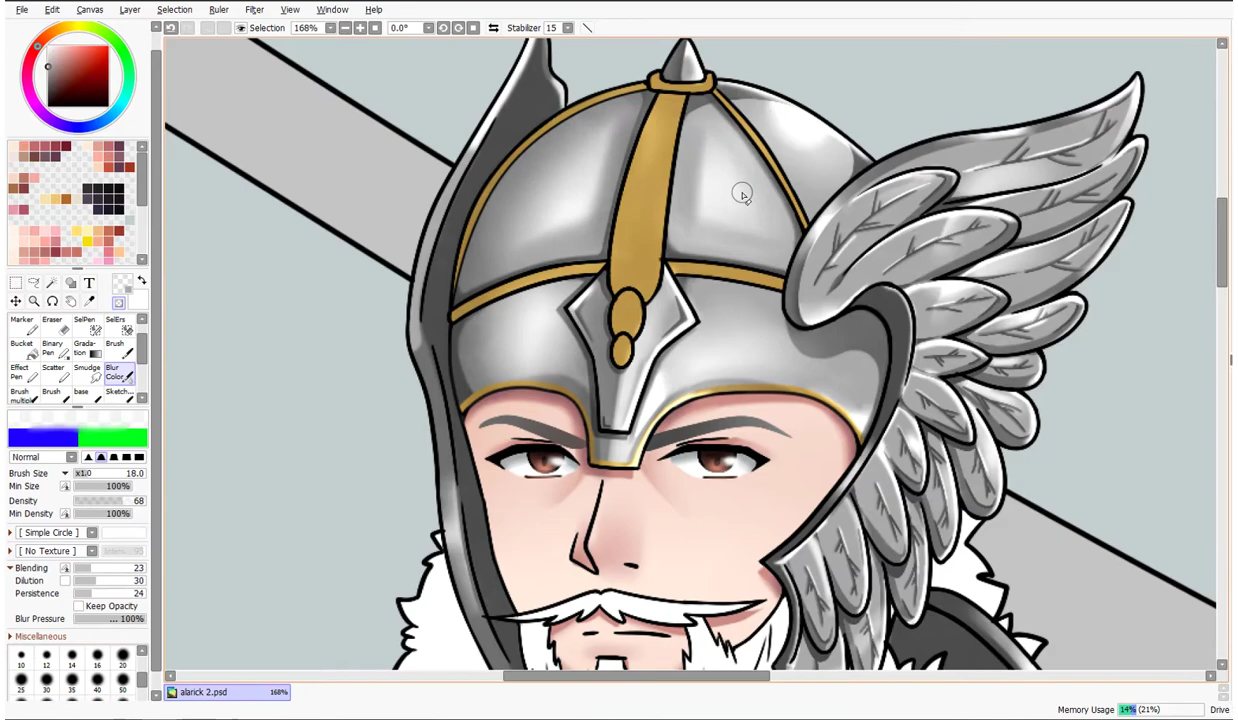 File Edit Canvas Layer Selection Ruler Filter View Window Help
Selection 168% 0.0° Stabilizer 15
T
Marker Eraser SelPen SelErs
Bucket Binary Pen Grada- tion Brush
Effect Pen Scatter Smudge Blur Color
Brush multipl Brush base Sketch...
Normal
Brush Size x1.0 18.0
Min Size 100%
Density 68
Min Density 100%
[ Simple Circle ]
[ No Texture ]
Blending 23
Dilution 30
Persistence 24
Keep Opacity
Blur Pressure ... 100%
Miscellaneous
10 12 14 16 20
25 30 35 40 50
alarick 2.psd 168%
Memory Usage 14% (21%) Drive